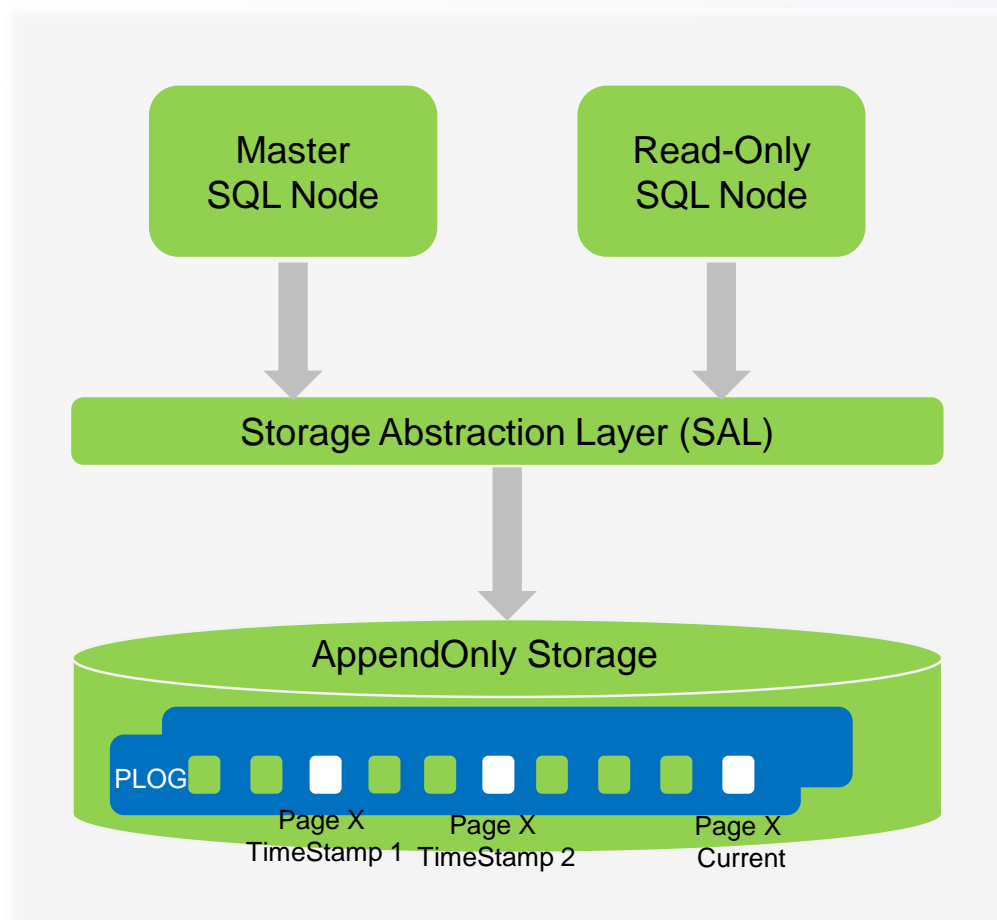 Master
SQL Node
Read-Only
SQL Node
Storage Abstraction Layer (SAL)
AppendOnly Storage
PLOG
Page X
TimeStamp 1
Page X
TimeStamp 2
Page X
Current